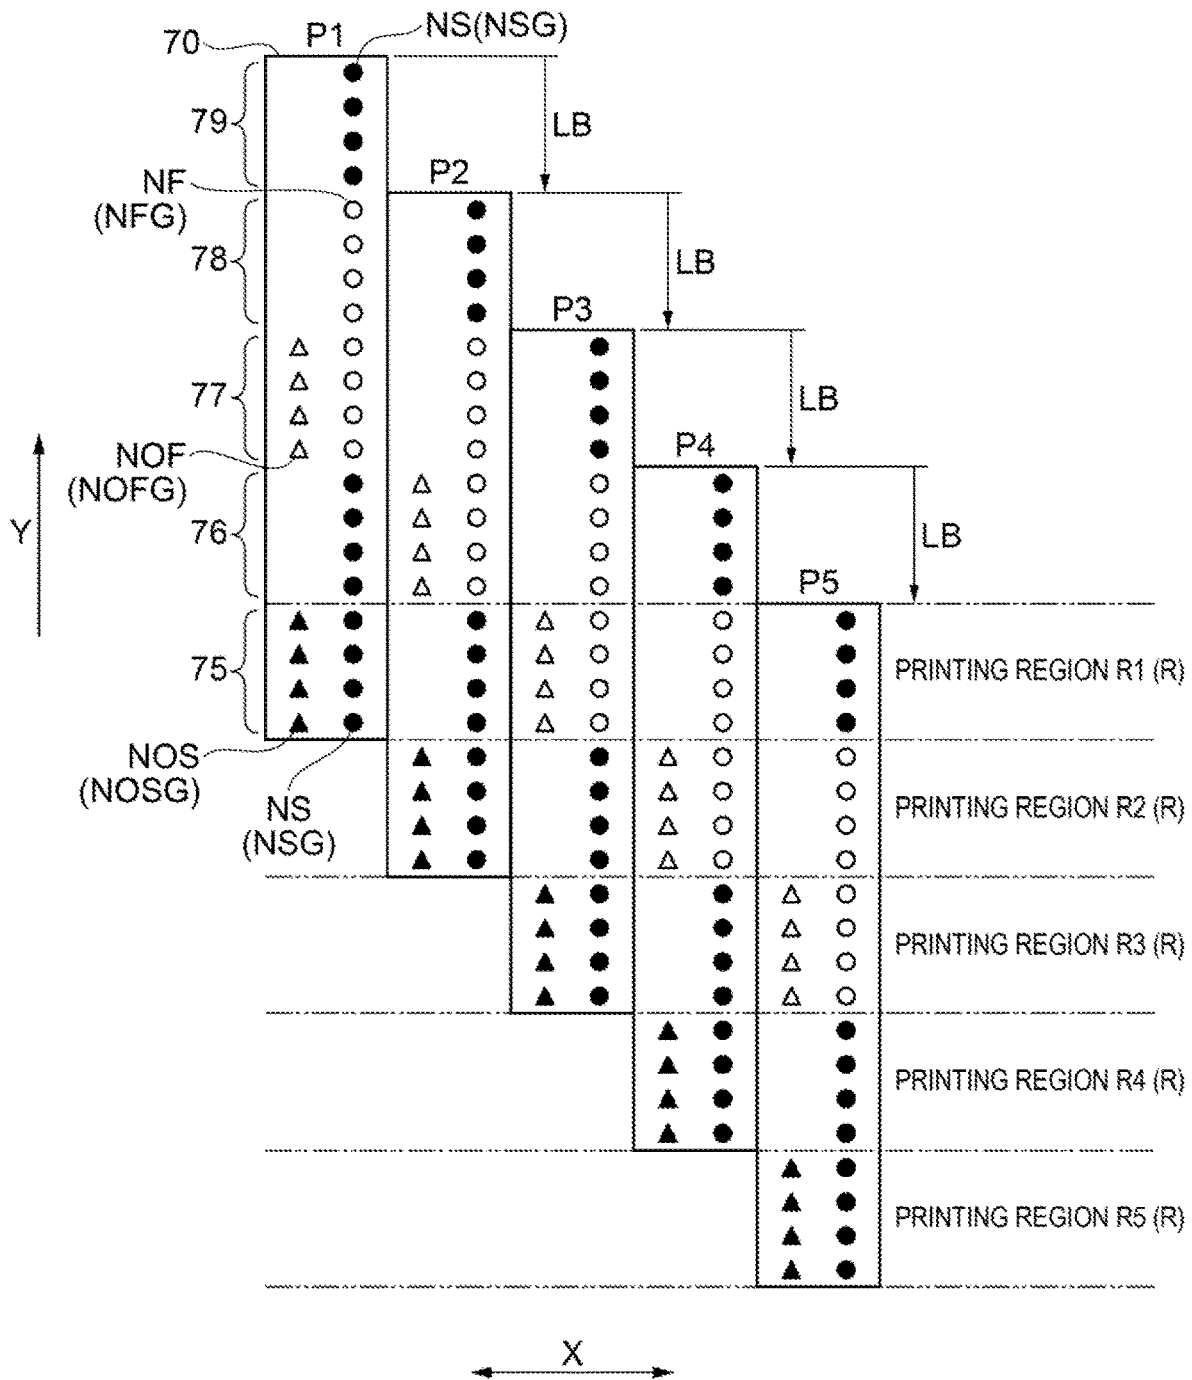 NS(NSG)
70
P1
79
LB
P2
NF
(NFG)
78
LB
P3
77
LB
P4
NOF
(NOFG)
Y
76
LB
P5
75
PRINTING REGION R1 (R)
NOS
(NOSG)
NS
(NSG)
PRINTING REGION R2 (R)
PRINTING REGION R3 (R)
PRINTING REGION R4 (R)
PRINTING REGION R5 (R)
X